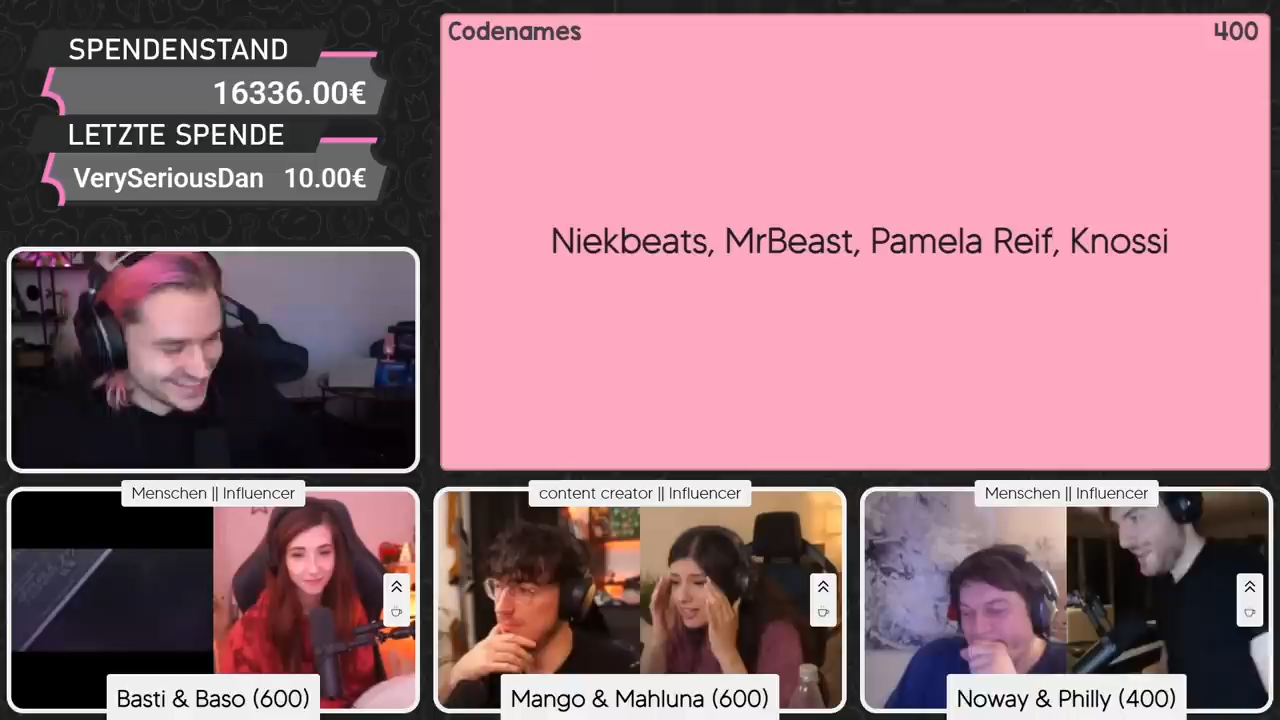 SPENDENSTAND
16336.00€
LETZTE SPENDE
VerySeriousDan 10.00€
Codenames 400
Niekbeats, MrBeast, Pamela Reif, Knossi
Menschen || Influencer
content creator || Influencer
Menschen || Influencer
Basti & Baso (600)
Mango & Mahluna (600)
Noway & Philly (400)